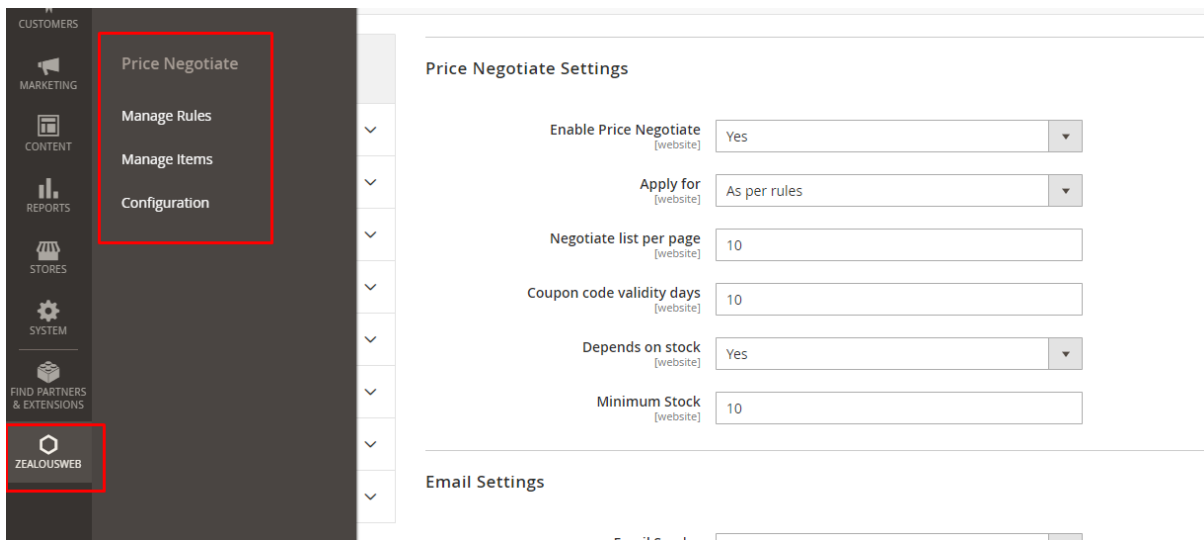 CUSTOMERS
MARKETING
CONTENT
REPORTS
STORES
SYSTEM
FIND PARTNERS
& EXTENSIONS
ZEALOUSWEB
Price Negotiate
Manage Rules
Manage Items
Configuration
Price Negotiate Settings
Enable Price Negotiate
[website]
Yes
Apply for
[website]
As per rules
Negotiate list per page
[website]
10
Coupon code validity days
[website]
10
Depends on stock
[website]
Yes
Minimum Stock
[website]
10
Email Settings